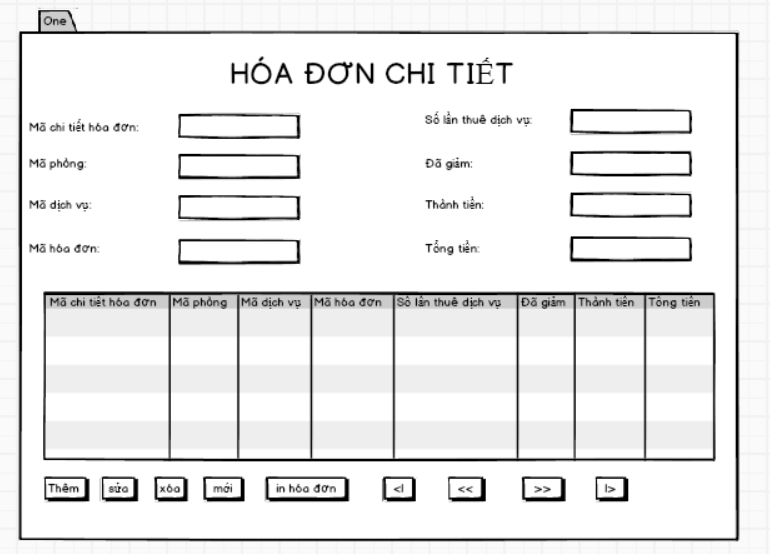 One
HÓA ĐƠN CHI TIẾT
Mã chi tiết hóa đơn:
Số lần thuê dịch vụ:
Mã phòng:
Đã giảm:
Mã dịch vụ:
Thành tiền:
Mã hóa đơn:
Tổng tiền:
Mã chi tiết hóa đơn Mã phòng Mã dịch vụ Mã hóa đơn Số lần thuê dịch vụ Đã giảm Thành tiền Tổng tiền
Thêm sửa xóa mới in hóa đơn <| << >> |>